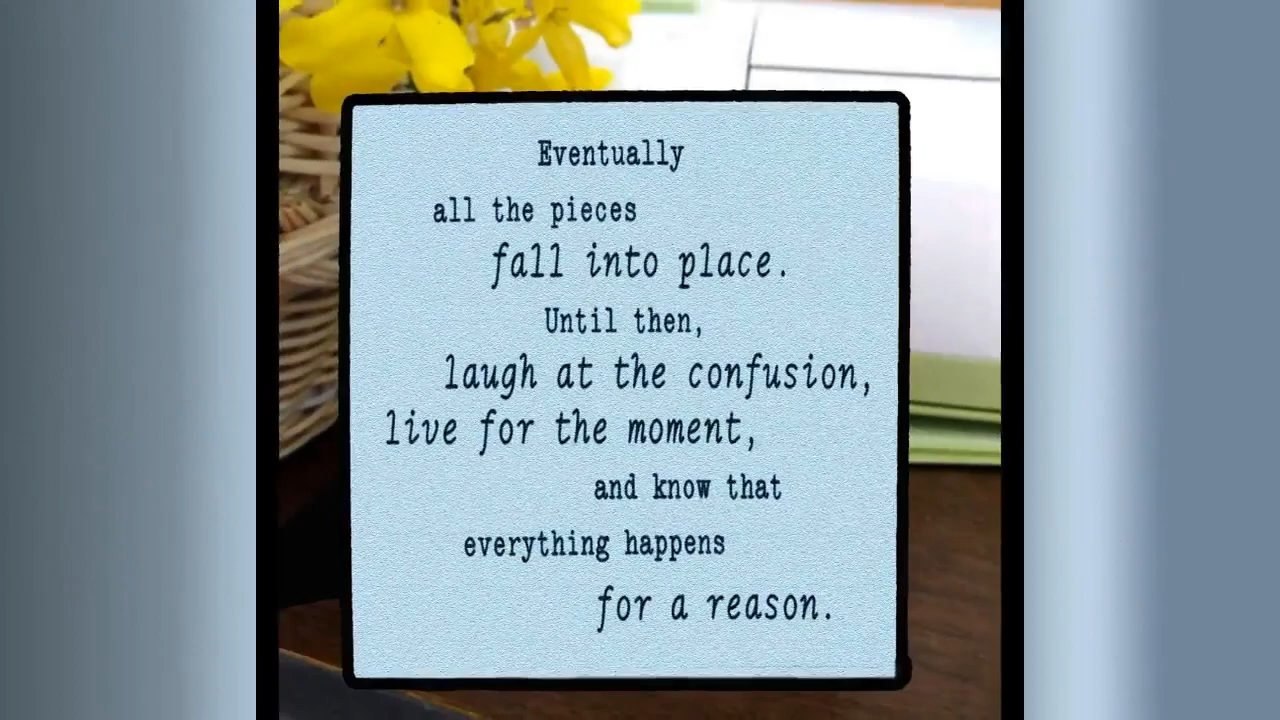 Eventually
all the pieces
fall into place.
Until then,
laugh at the confusion,
live for the moment,
and know that
everything happens
for a reason.